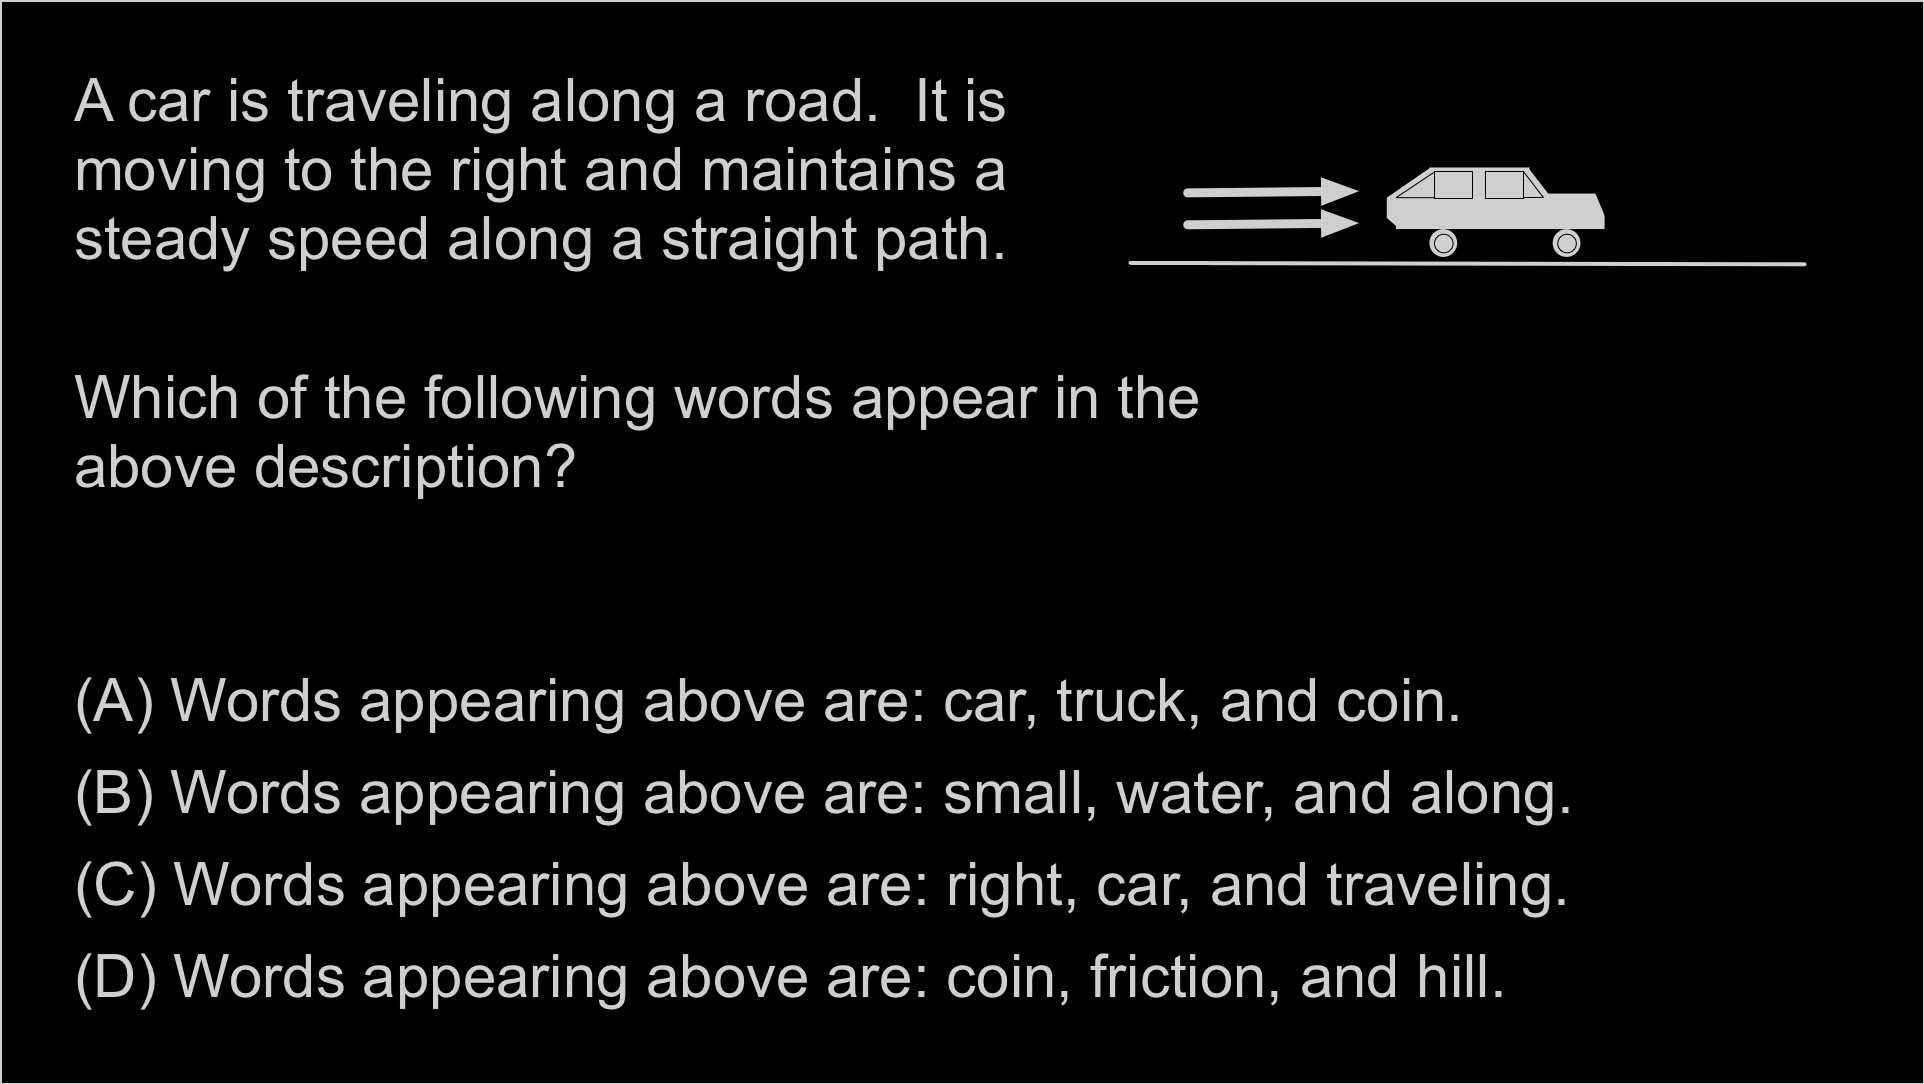 A car is traveling along a road.  It is
moving to the right and maintains a
steady speed along a straight path.
Which of the following words appear in the
above description?
(A) Words appearing above are: car, truck, and coin.
(B) Words appearing above are: small, water, and along.
(C) Words appearing above are: right, car, and traveling.
(D) Words appearing above are: coin, friction, and hill.